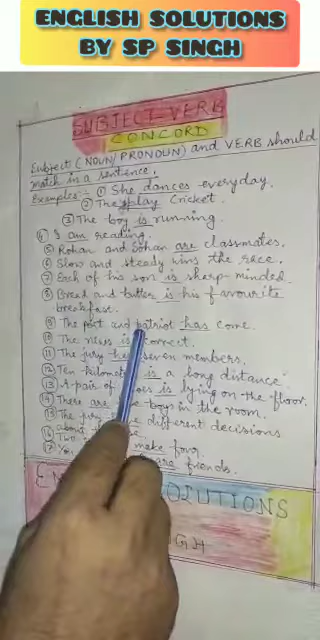 ENGLISH SOLUTIONS
BY SP SINGH
SUBJECT-VERB
CONCORD
Subject (NOUN/PRONOUN) and VERB should
match in a sentence.
Examples:- ① She dances everyday.
② They play Cricket.
③ The boy is running.
④ I am reading.
⑤ Rohan and Sohan are classmates.
⑥ Slow and steady wins the race.
⑦ Each of his son is sharp-minded
⑧ Bread and butter is his favourite
breakfast.
⑨ The poet and patriot has come.
⑩ The news is correct.
⑪ The jury has seven members.
⑫ Ten kilometers is a long distance
⑬ A pair of is lying on the floor.
⑭ There are boys in the room.
⑮ The jury different decisions
about
⑯ Two make four.
⑰ are friends.
SOLUTIONS